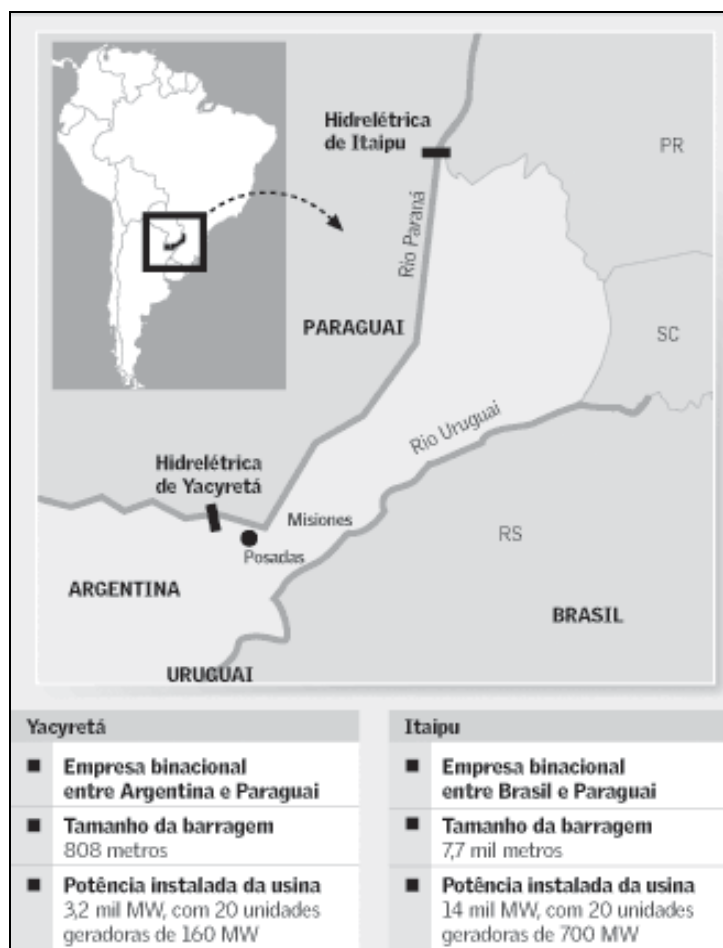 Hidrelétrica
de Itaipu
PR
Rio Paraná
PARAGUAI
SC
Rio Uruguai
Hidrelétrica
de Yacyretá
Misiones
Posadas
RS
ARGENTINA
BRASIL
URUGUAI
Yacyretá
■ Empresa binacional
entre Argentina e Paraguai
■ Tamanho da barragem
808 metros
■ Potência instalada da usina
3,2 mil MW, com 20 unidades
geradoras de 160 MW
Itaipu
■ Empresa binacional
entre Brasil e Paraguai
■ Tamanho da barragem
7,7 mil metros
■ Potência instalada da usina
14 mil MW, com 20 unidades
geradoras de 700 MW